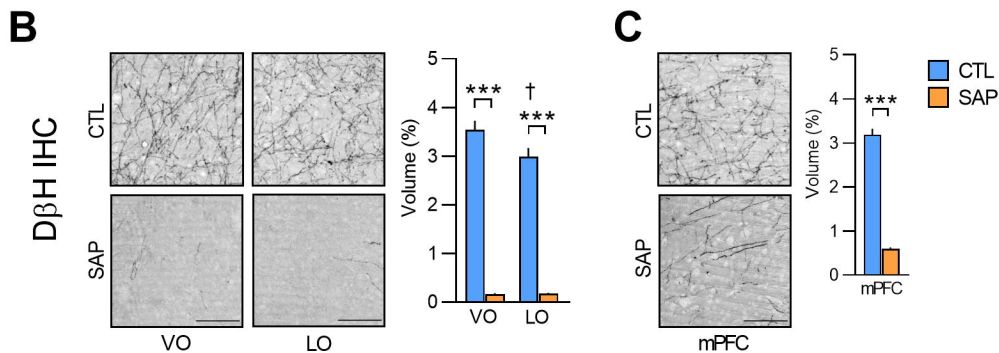 B
DβH IHC
CTL
SAP
VO
LO
Volume (%)
5
4
3
2
1
0
***
†
***
VO
LO
C
CTL
SAP
mPFC
Volume (%)
5
4
3
2
1
0
***
mPFC
CTL
SAP